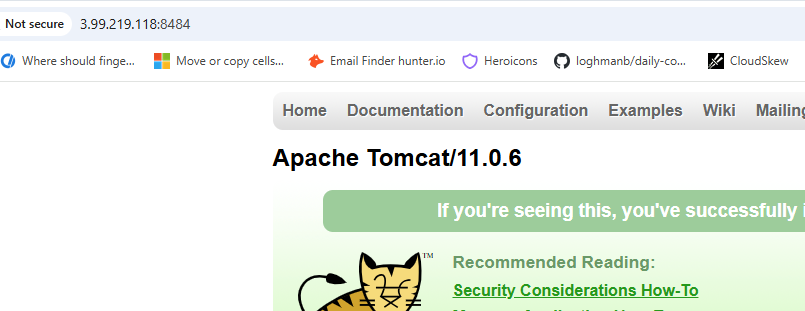 Not secure 3.99.219.118:8484
Where should finge... Move or copy cells... Email Finder hunter.io Heroicons loghmanb/daily-co... CloudSkew
Home Documentation Configuration Examples Wiki Mailing
Apache Tomcat/11.0.6
If you're seeing this, you've successfully i
TM
Recommended Reading:
Security Considerations How-To